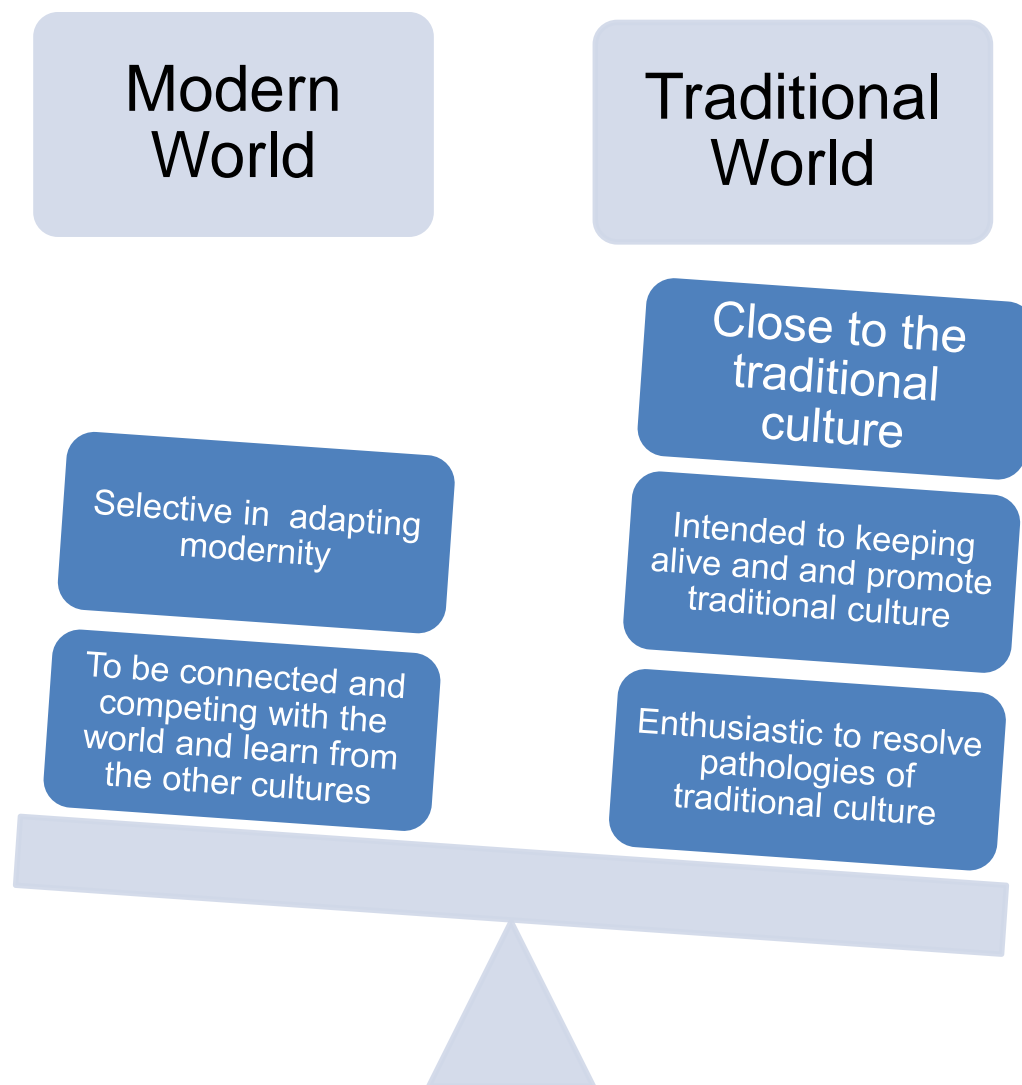 Modern
World
Traditional
World
Close to the
traditional
culture
Selective in  adapting
modernity
Intended to keeping
alive and and promote
traditional culture
To be connected and
competing with the
world and learn from
the other cultures
Enthusiastic to resolve
pathologies of
traditional culture